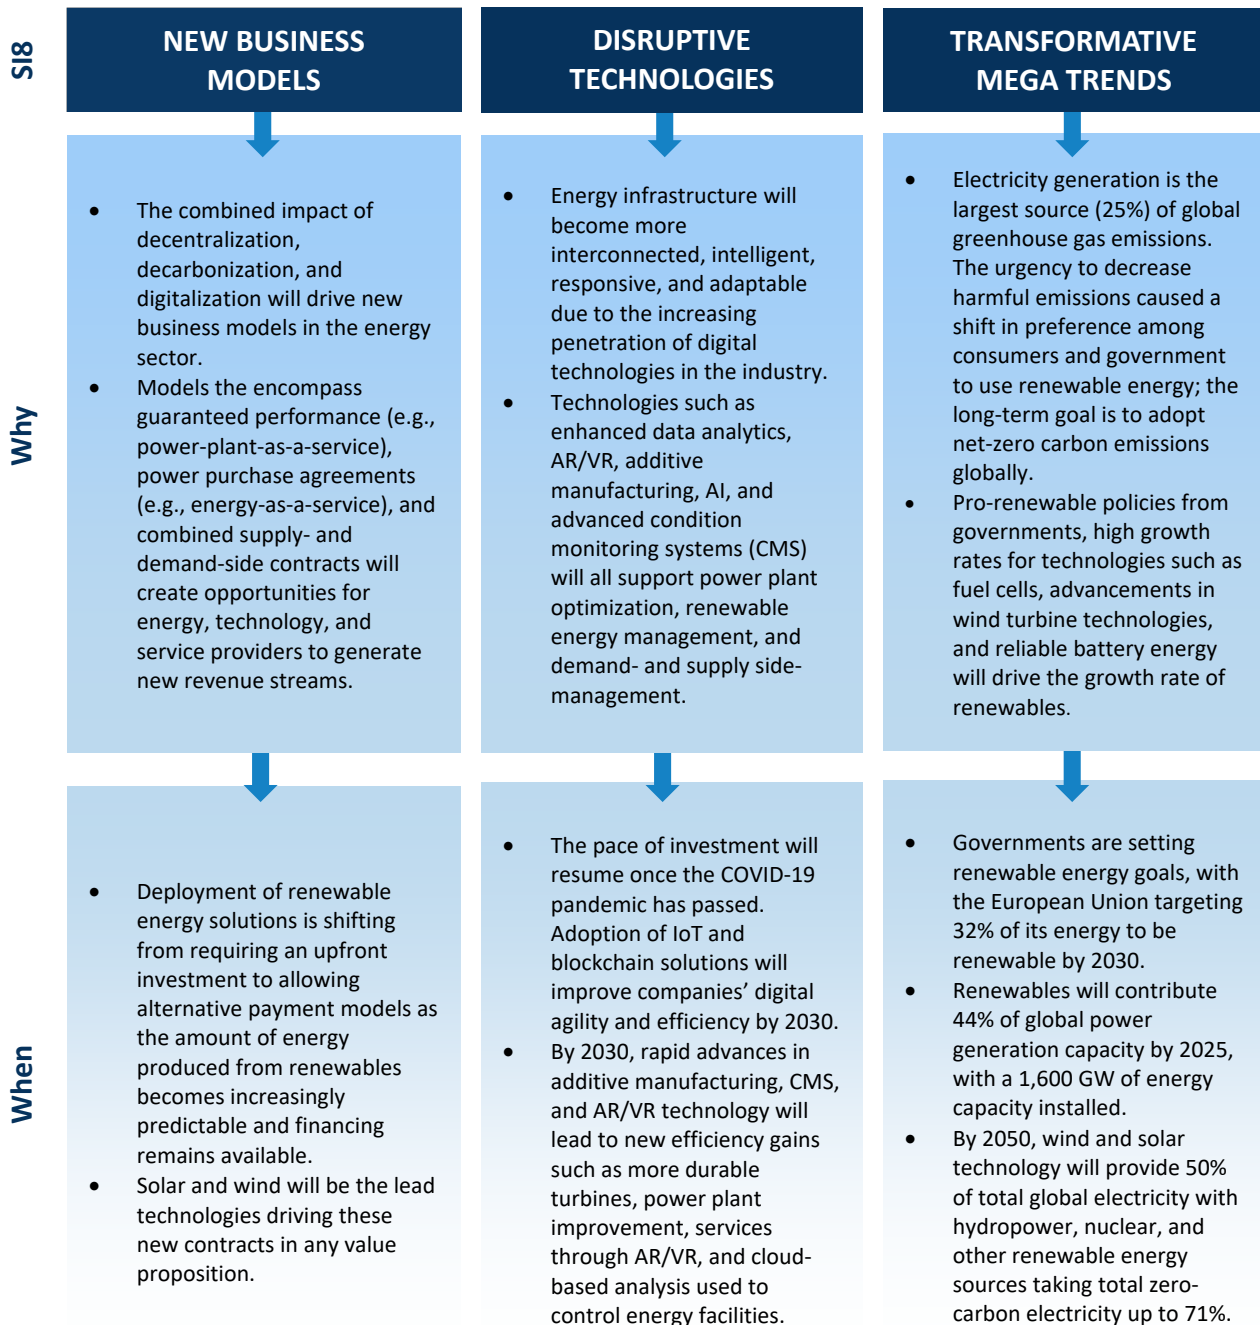 SI8
NEW BUSINESS
MODELS
DISRUPTIVE
TECHNOLOGIES
TRANSFORMATIVE
MEGA TRENDS
Why
• The combined impact of
decentralization,
decarbonization, and
digitalization will drive new
business models in the energy
sector.
• Models the encompass
guaranteed performance (e.g.,
power-plant-as-a-service),
power purchase agreements
(e.g., energy-as-a-service), and
combined supply- and
demand-side contracts will
create opportunities for
energy, technology, and
service providers to generate
new revenue streams.
• Energy infrastructure will
become more
interconnected, intelligent,
responsive, and adaptable
due to the increasing
penetration of digital
technologies in the industry.
• Technologies such as
enhanced data analytics,
AR/VR, additive
manufacturing, AI, and
advanced condition
monitoring systems (CMS)
will all support power plant
optimization, renewable
energy management, and
demand- and supply side-
management.
• Electricity generation is the
largest source (25%) of global
greenhouse gas emissions.
The urgency to decrease
harmful emissions caused a
shift in preference among
consumers and government
to use renewable energy; the
long-term goal is to adopt
net-zero carbon emissions
globally.
• Pro-renewable policies from
governments, high growth
rates for technologies such as
fuel cells, advancements in
wind turbine technologies,
and reliable battery energy
will drive the growth rate of
renewables.
When
• Deployment of renewable
energy solutions is shifting
from requiring an upfront
investment to allowing
alternative payment models as
the amount of energy
produced from renewables
becomes increasingly
predictable and financing
remains available.
• Solar and wind will be the lead
technologies driving these
new contracts in any value
proposition.
• The pace of investment will
resume once the COVID-19
pandemic has passed.
Adoption of IoT and
blockchain solutions will
improve companies’ digital
agility and efficiency by 2030.
• By 2030, rapid advances in
additive manufacturing, CMS,
and AR/VR technology will
lead to new efficiency gains
such as more durable
turbines, power plant
improvement, services
through AR/VR, and cloud-
based analysis used to
control energy facilities.
• Governments are setting
renewable energy goals, with
the European Union targeting
32% of its energy to be
renewable by 2030.
• Renewables will contribute
44% of global power
generation capacity by 2025,
with a 1,600 GW of energy
capacity installed.
• By 2050, wind and solar
technology will provide 50%
of total global electricity with
hydropower, nuclear, and
other renewable energy
sources taking total zero-
carbon electricity up to 71%.